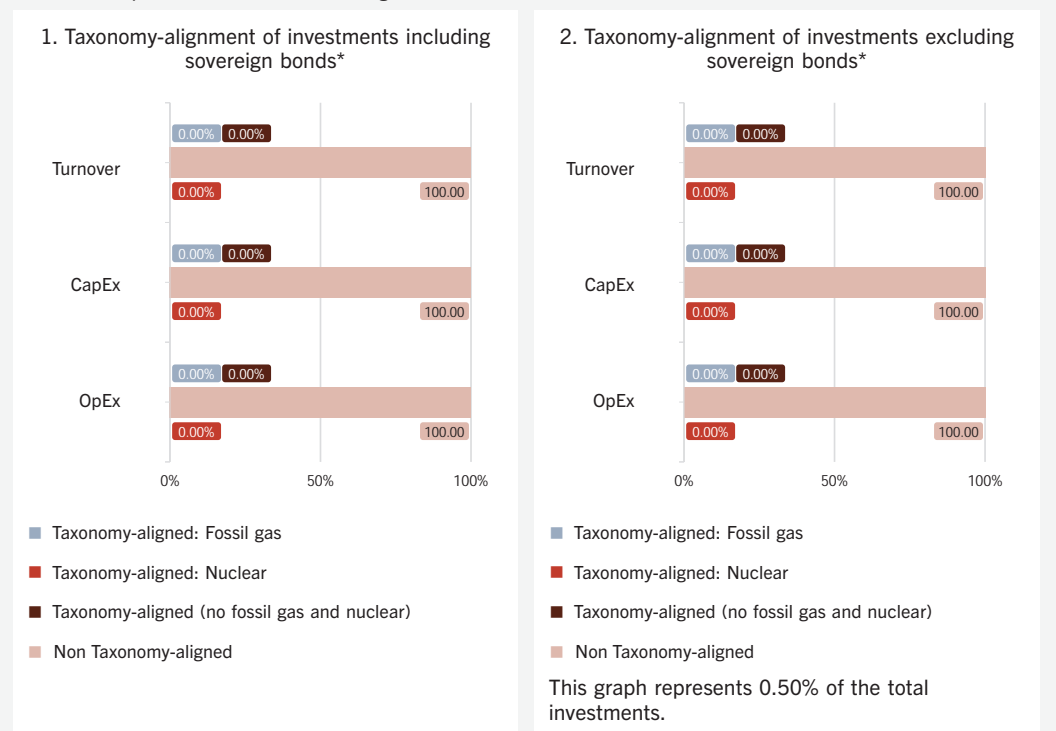 1. Taxonomy-alignment of investments including
sovereign bonds*
0.00% 0.00%
Turnover
0.00% 100.00
0.00% 0.00%
CapEx
0.00% 100.00
0.00% 0.00%
OpEx
0.00% 100.00
0% 50% 100%
Taxonomy-aligned: Fossil gas
Taxonomy-aligned: Nuclear
Taxonomy-aligned (no fossil gas and nuclear)
Non Taxonomy-aligned
2. Taxonomy-alignment of investments excluding
sovereign bonds*
0.00% 0.00%
Turnover
0.00% 100.00
0.00% 0.00%
CapEx
0.00% 100.00
0.00% 0.00%
OpEx
0.00% 100.00
0% 50% 100%
Taxonomy-aligned: Fossil gas
Taxonomy-aligned: Nuclear
Taxonomy-aligned (no fossil gas and nuclear)
Non Taxonomy-aligned
This graph represents 0.50% of the total
investments.